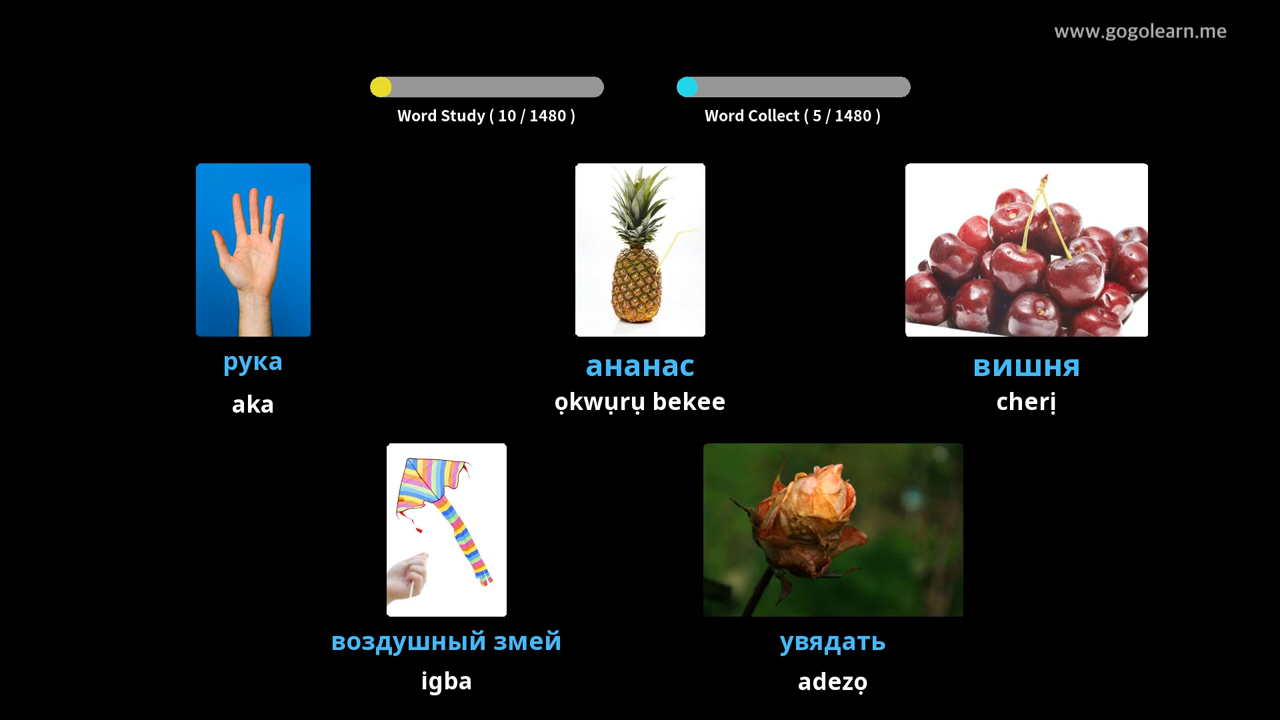 www.gogolearn.me
Word Study ( 10 / 1480 )
Word Collect ( 5 / 1480 )
рука
aka
ананас
ọkwụrụ bekee
вишня
cherị
воздушный змей
igba
увядать
adezọ